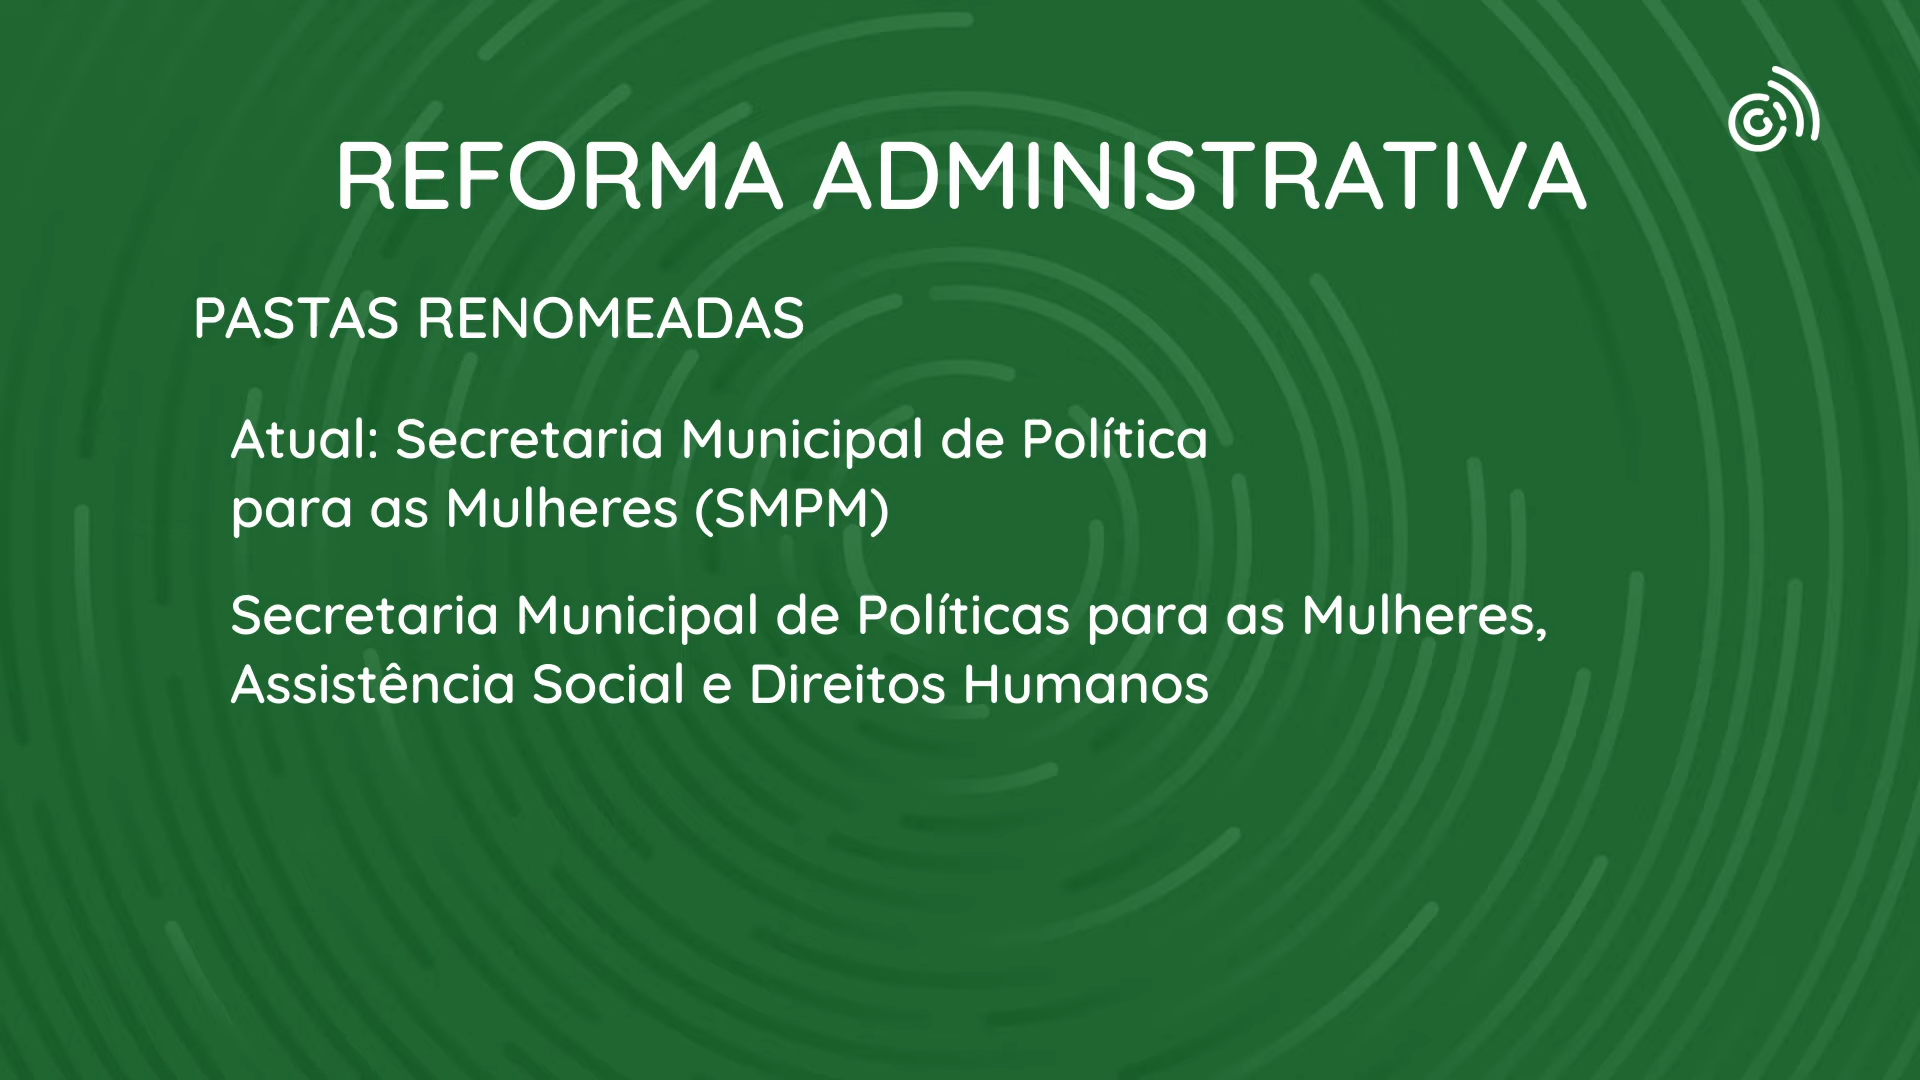 REFORMA ADMINISTRATIVA
PASTAS RENOMEADAS
Atual: Secretaria Municipal de Política
para as Mulheres (SMPM)
Secretaria Municipal de Políticas para as Mulheres,
Assistência Social e Direitos Humanos